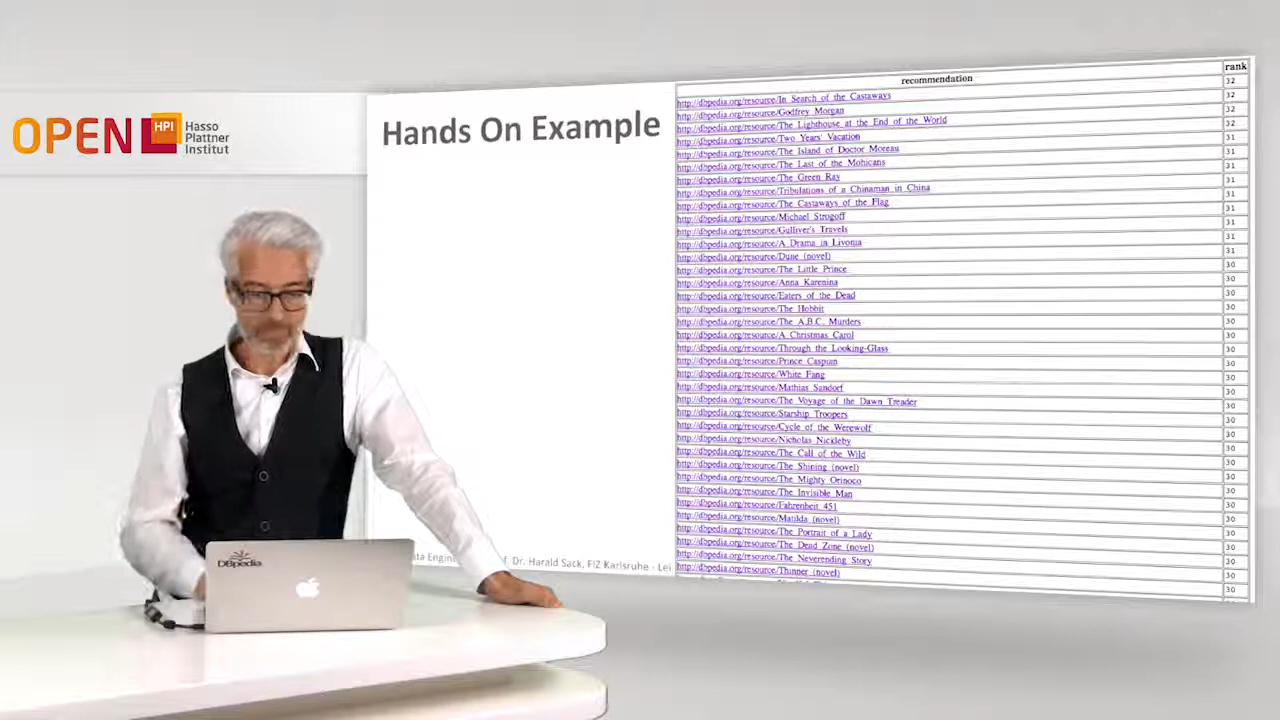 OPEN HPI Hasso
Plattner
Institut
Hands On Example
recommendation rank
http://dbpedia.org/resource/In_Search_of_the_Castaways 32
http://dbpedia.org/resource/Godfrey_Morgan 32
http://dbpedia.org/resource/The_Lighthouse_at_the_End_of_the_World 32
http://dbpedia.org/resource/Two_Years'_Vacation 32
http://dbpedia.org/resource/The_Island_of_Doctor_Moreau 31
http://dbpedia.org/resource/The_Last_of_the_Mohicans 31
http://dbpedia.org/resource/The_Green_Ray 31
http://dbpedia.org/resource/Tribulations_of_a_Chinaman_in_China 31
http://dbpedia.org/resource/The_Castaways_of_the_Flag 31
http://dbpedia.org/resource/Michael_Strogoff 31
http://dbpedia.org/resource/Gulliver's_Travels 31
http://dbpedia.org/resource/A_Drama_in_Livonia 31
http://dbpedia.org/resource/Dune_(novel) 31
http://dbpedia.org/resource/The_Little_Prince 30
http://dbpedia.org/resource/Anna_Karenina 30
http://dbpedia.org/resource/Eaters_of_the_Dead 30
http://dbpedia.org/resource/The_Hobbit 30
http://dbpedia.org/resource/The_A.B.C._Murders 30
http://dbpedia.org/resource/A_Christmas_Carol 30
http://dbpedia.org/resource/Through_the_Looking-Glass 30
http://dbpedia.org/resource/Prince_Caspian 30
http://dbpedia.org/resource/White_Fang 30
http://dbpedia.org/resource/Mathias_Sandorf 30
http://dbpedia.org/resource/The_Voyage_of_the_Dawn_Treader 30
http://dbpedia.org/resource/Starship_Troopers 30
http://dbpedia.org/resource/Cycle_of_the_Werewolf 30
http://dbpedia.org/resource/Nicholas_Nickleby 30
http://dbpedia.org/resource/The_Call_of_the_Wild 30
http://dbpedia.org/resource/The_Shining_(novel) 30
http://dbpedia.org/resource/The_Mighty_Orinoco 30
http://dbpedia.org/resource/The_Invisible_Man 30
http://dbpedia.org/resource/Fahrenheit_451 30
http://dbpedia.org/resource/Matilda_(novel) 30
http://dbpedia.org/resource/The_Portrait_of_a_Lady 30
http://dbpedia.org/resource/The_Dead_Zone_(novel) 30
http://dbpedia.org/resource/The_Neverending_Story 30
http://dbpedia.org/resource/Thinner_(novel) 30
ata Engine f. Dr. Harald Sack, FIZ Karlsruhe - Lei
DBpedia